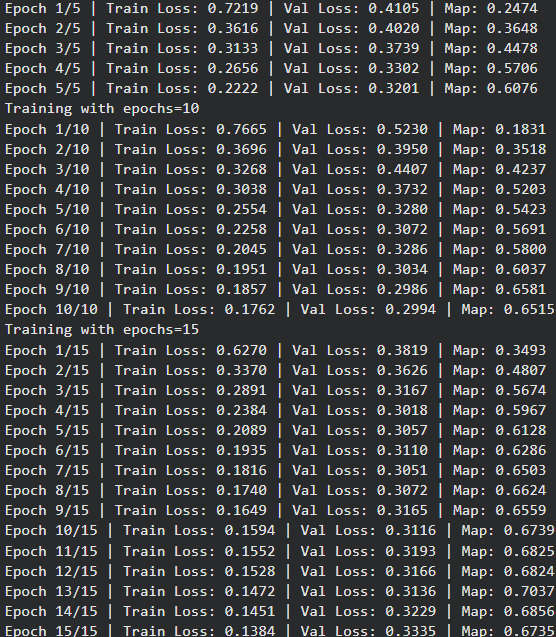 Epoch 1/5 | Train Loss: 0.7219 | Val Loss: 0.4105 | Map: 0.2474
Epoch 2/5 | Train Loss: 0.3616 | Val Loss: 0.4020 | Map: 0.3648
Epoch 3/5 | Train Loss: 0.3133 | Val Loss: 0.3739 | Map: 0.4478
Epoch 4/5 | Train Loss: 0.2656 | Val Loss: 0.3302 | Map: 0.5706
Epoch 5/5 | Train Loss: 0.2222 | Val Loss: 0.3201 | Map: 0.6076
Training with epochs=10
Epoch 1/10 | Train Loss: 0.7665 | Val Loss: 0.5230 | Map: 0.1831
Epoch 2/10 | Train Loss: 0.3696 | Val Loss: 0.3950 | Map: 0.3518
Epoch 3/10 | Train Loss: 0.3268 | Val Loss: 0.4407 | Map: 0.4237
Epoch 4/10 | Train Loss: 0.3038 | Val Loss: 0.3732 | Map: 0.5203
Epoch 5/10 | Train Loss: 0.2554 | Val Loss: 0.3280 | Map: 0.5423
Epoch 6/10 | Train Loss: 0.2258 | Val Loss: 0.3072 | Map: 0.5691
Epoch 7/10 | Train Loss: 0.2045 | Val Loss: 0.3286 | Map: 0.5800
Epoch 8/10 | Train Loss: 0.1951 | Val Loss: 0.3034 | Map: 0.6037
Epoch 9/10 | Train Loss: 0.1857 | Val Loss: 0.2986 | Map: 0.6581
Epoch 10/10 | Train Loss: 0.1762 | Val Loss: 0.2994 | Map: 0.6515
Training with epochs=15
Epoch 1/15 | Train Loss: 0.6270 | Val Loss: 0.3819 | Map: 0.3493
Epoch 2/15 | Train Loss: 0.3370 | Val Loss: 0.3626 | Map: 0.4807
Epoch 3/15 | Train Loss: 0.2891 | Val Loss: 0.3167 | Map: 0.5674
Epoch 4/15 | Train Loss: 0.2384 | Val Loss: 0.3018 | Map: 0.5967
Epoch 5/15 | Train Loss: 0.2089 | Val Loss: 0.3057 | Map: 0.6128
Epoch 6/15 | Train Loss: 0.1935 | Val Loss: 0.3110 | Map: 0.6286
Epoch 7/15 | Train Loss: 0.1816 | Val Loss: 0.3051 | Map: 0.6503
Epoch 8/15 | Train Loss: 0.1740 | Val Loss: 0.3072 | Map: 0.6624
Epoch 9/15 | Train Loss: 0.1649 | Val Loss: 0.3165 | Map: 0.6559
Epoch 10/15 | Train Loss: 0.1594 | Val Loss: 0.3116 | Map: 0.6739
Epoch 11/15 | Train Loss: 0.1552 | Val Loss: 0.3193 | Map: 0.6825
Epoch 12/15 | Train Loss: 0.1528 | Val Loss: 0.3166 | Map: 0.6824
Epoch 13/15 | Train Loss: 0.1472 | Val Loss: 0.3136 | Map: 0.7037
Epoch 14/15 | Train Loss: 0.1451 | Val Loss: 0.3229 | Map: 0.6856
Epoch 15/15 | Train Loss: 0.1384 | Val Loss: 0.3335 | Map: 0.6735